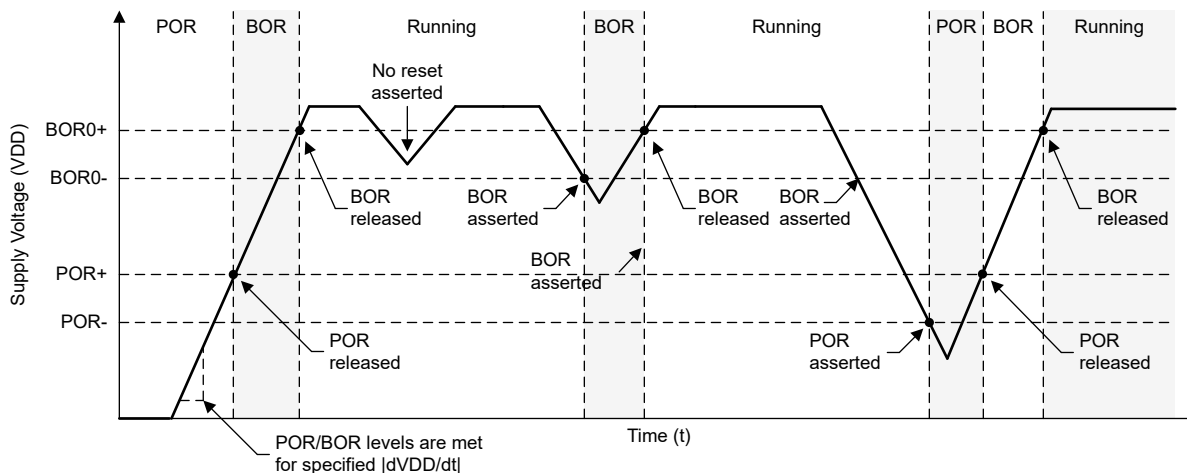 POR
BOR
Running
BOR
Running
POR
BOR
Running
No reset
asserted
Supply Voltage (VDD)
BOR0+
BOR0-
POR+
POR-
BOR
released
BOR
asserted
BOR
released
BOR
asserted
BOR
released
BOR
asserted
POR
released
POR
asserted
POR
released
Time (t)
POR/BOR levels are met
for specified |dVDD/dt|